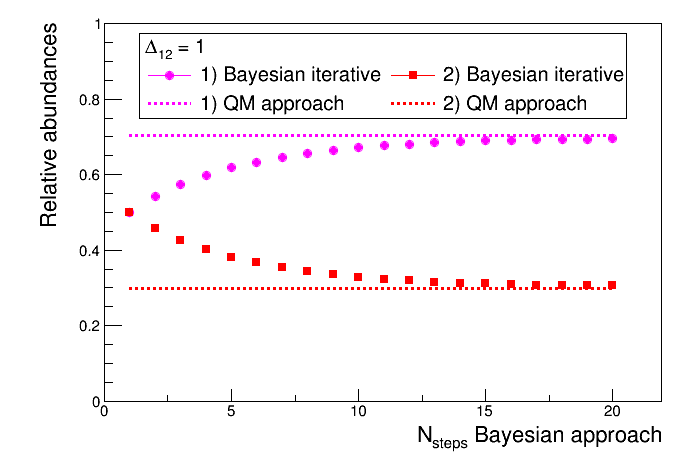 Relative abundances
1
0.8
0.6
0.4
0.2
0
Δ12 = 1
1) Bayesian iterative 2) Bayesian iterative
1) QM approach 2) QM approach
0 5 10 15 20
Nsteps Bayesian approach